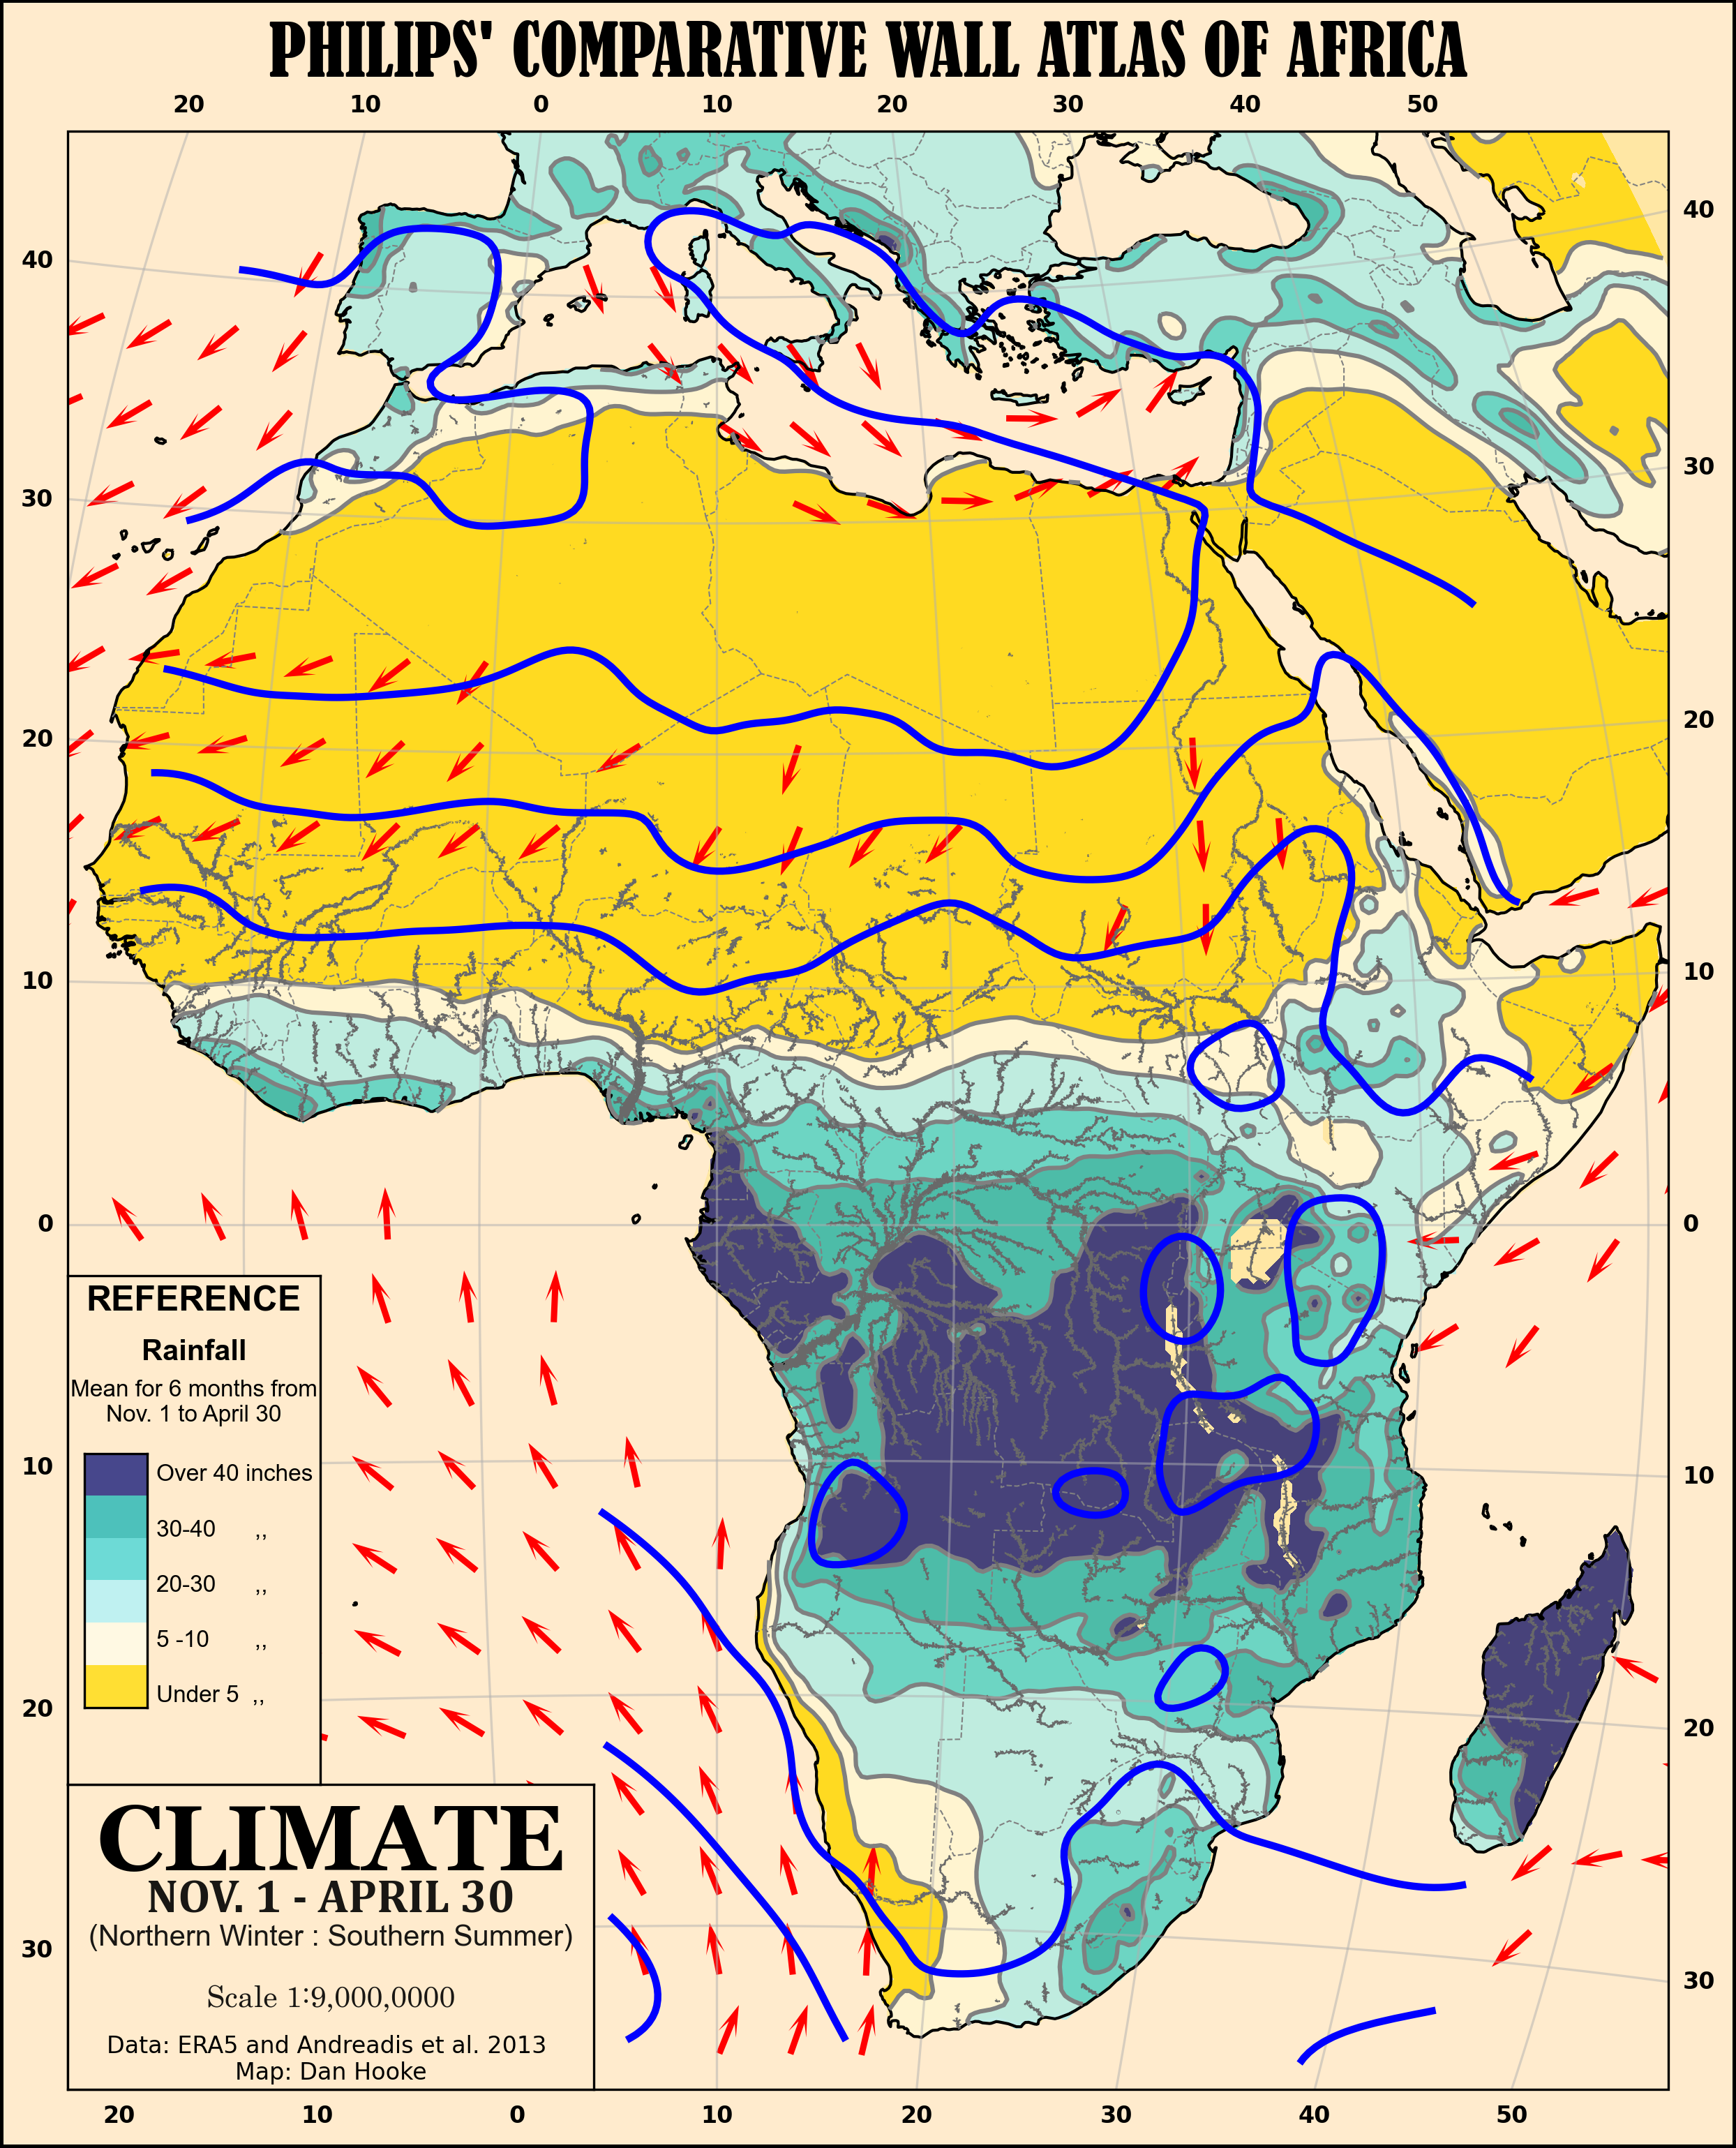 PHILIPS' COMPARATIVE WALL ATLAS OF AFRICA
20 10 0 10 20 30 40 50
40 40
30 30
20 20
10 10
0 0
10 10
20 20
30 30
REFERENCE
Rainfall
Mean for 6 months from
Nov. 1 to April 30
Over 40 inches
30-40 ,,
20-30 ,,
5 -10 ,,
Under 5 ,,
CLIMATE
NOV. 1 - APRIL 30
(Northern Winter : Southern Summer)
Scale 1:9,000,0000
Data: ERA5 and Andreadis et al. 2013
Map: Dan Hooke
20 10 0 10 20 30 40 50